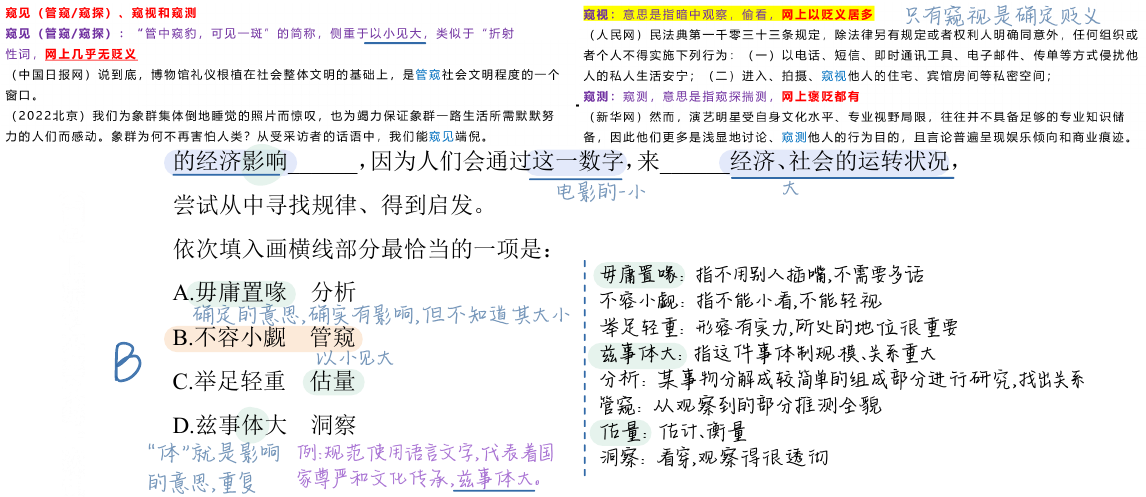 窥见（管窥/窥探）、窥视和窥测
窥见（管窥/窥探）：“管中窥豹，可见一斑”的简称，侧重于以小见大，类似于“折射
性词，网上几乎无贬义
（中国日报网）说到底，博物馆礼仪根植在社会整体文明的基础上，是管窥社会文明程度的一个
窗口。
（2022北京）我们为象群集体倒地睡觉的照片而惊叹，也为竭力保证象群一路生活所需默默努
力的人们而感动。象群为何不再害怕人类？从受采访者的话语中，我们能窥见端倪。
窥视：意思是指暗中观察，偷看，网上以贬义居多
只有窥视是确定贬义
（人民网）民法典第一千零三十三条规定，除法律另有规定或者权利人明确同意外，任何组织或
者个人不得实施下列行为：（一）以电话、短信、即时通讯工具、电子邮件、传单等方式侵扰他
人的私人生活安宁；（二）进入、拍摄、窥视他人的住宅、宾馆房间等私密空间；
窥测：窥测，意思是指窥探揣测，网上褒贬都有
（新华网）然而，演艺明星受自身文化水平、专业视野局限，往往并不具备足够的专业知识储
备，因此他们更多是浅显地讨论、窥测他人的行为目的，且言论普遍呈现娱乐倾向和商业痕迹。
的经济影响______，因为人们会通过这一数字，来______经济、社会的运转状况，
电影的-小
大
尝试从中寻找规律、得到启发。
依次填入画横线部分最恰当的一项是：
A.毋庸置喙 分析
确定的意思,确实有影响,但不知道其大小
B.不容小觑 管窥
以小见大
B
C.举足轻重 估量
D.兹事体大 洞察
“体”就是影响
的意思,重复
例:规范使用语言文字,代表着国
家尊严和文化传承,兹事体大。
毋庸置喙：指不用别人插嘴,不需要多话
不容小觑：指不能小看,不能轻视
举足轻重：形容有实力,所处的地位很重要
兹事体大：指这件事体制规模、关系重大
分析：某事物分解成较简单的组成部分进行研究,找出关系
管窥：从观察到的部分推测全貌
估量：估计、衡量
洞察：看穿,观察得很透彻